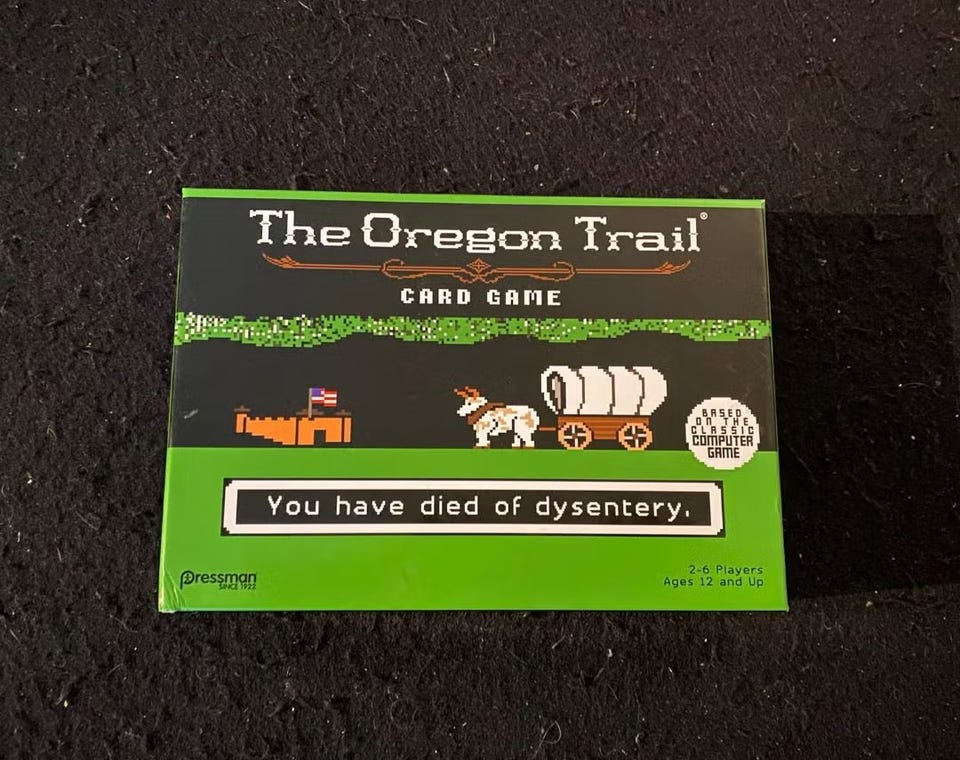 The Oregon Trail®
CARD GAME
BASED
ON THE
CLASSIC
COMPUTER
GAME
You have died of dysentery.
Pressman
SINCE 1922
2-6 Players
Ages 12 and Up